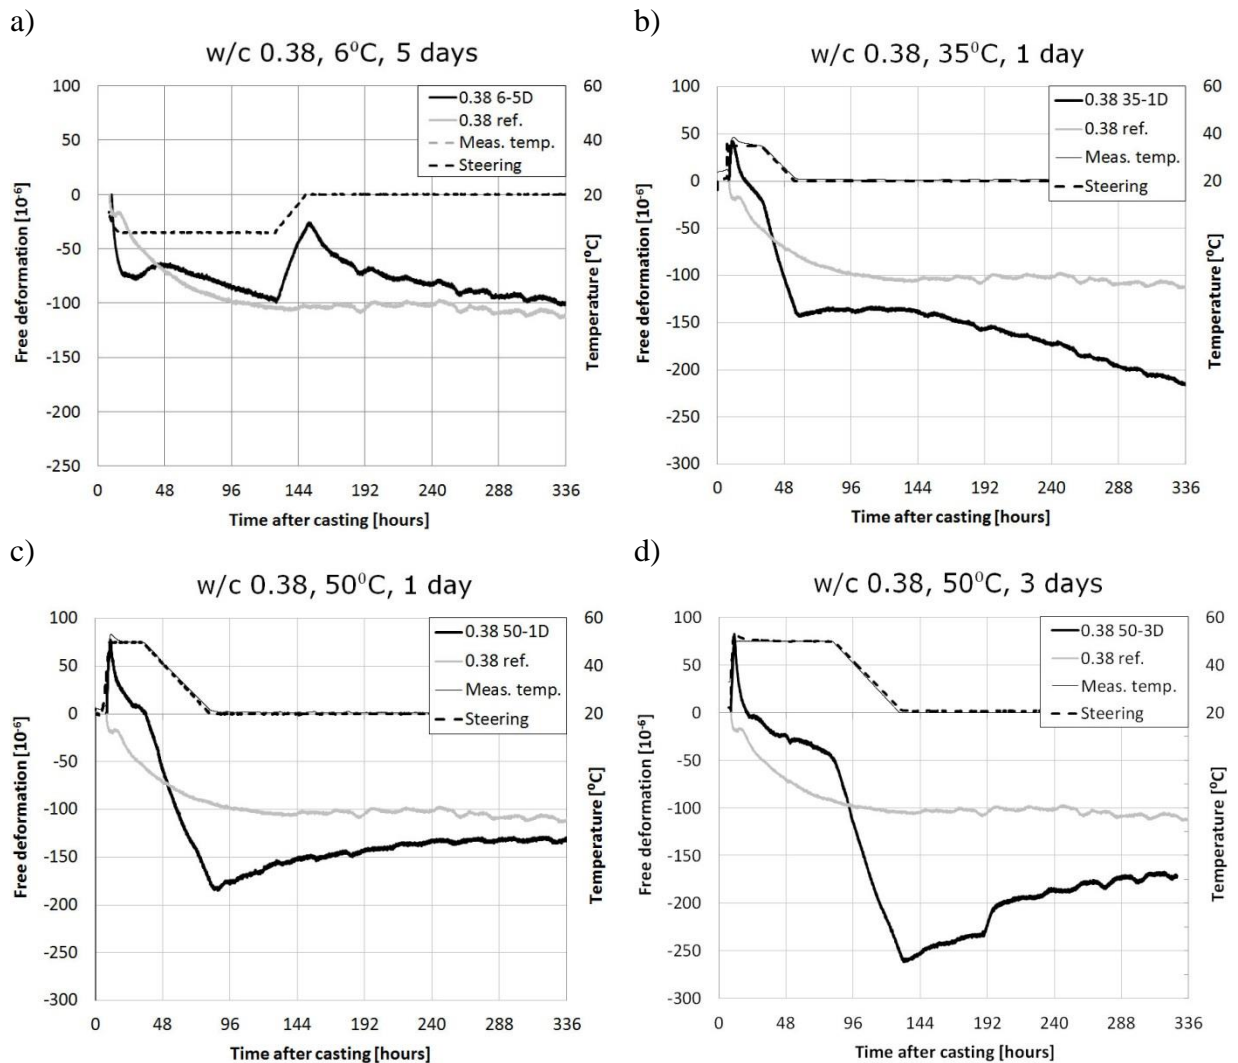 a)
w/c 0.38, 6⁰C, 5 days
100
50
0
-50
-100
-150
-200
-250
Free deformation [10⁻⁶]
60
40
20
Temperature [⁰C]
0.38 6-5D
0.38 ref.
Meas. temp.
Steering
0 48 96 144 192 240 288 336
Time after casting [hours]
b)
w/c 0.38, 35⁰C, 1 day
100
50
0
-50
-100
-150
-200
-250
-300
Free deformation [10⁻⁶]
60
40
20
Temperature [⁰C]
0.38 35-1D
0.38 ref.
Meas. temp.
Steering
0 48 96 144 192 240 288 336
Time after casting [hours]
c)
w/c 0.38, 50⁰C, 1 day
100
50
0
-50
-100
-150
-200
-250
-300
Free deformation [10⁻⁶]
60
40
20
Temperature [⁰C]
0.38 50-1D
0.38 ref.
Meas. temp.
Steering
0 48 96 144 192 240 288 336
Time after casting [hours]
d)
w/c 0.38, 50⁰C, 3 days
100
50
0
-50
-100
-150
-200
-250
-300
Free deformation [10⁻⁶]
60
40
20
Temperature [⁰C]
0.38 50-3D
0.38 ref.
Meas. temp.
Steering
0 48 96 144 192 240 288 336
Time after casting [hours]